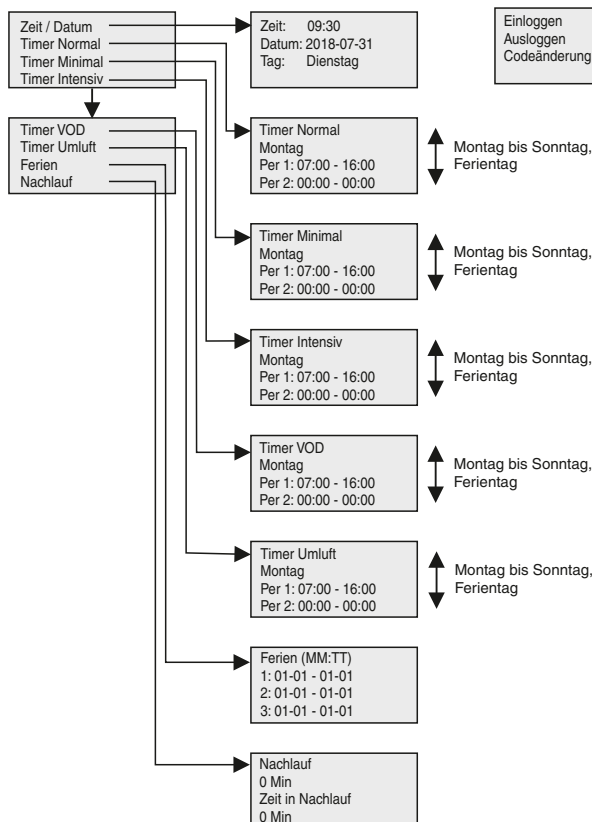 Zeit / Datum
Timer Normal
Timer Minimal
Timer Intensiv
Zeit: 09:30
Datum: 2018-07-31
Tag: Dienstag
Einloggen
Ausloggen
Codeänderung
Timer VOD
Timer Umluft
Ferien
Nachlauf
Timer Normal
Montag
Per 1: 07:00 - 16:00
Per 2: 00:00 - 00:00
Montag bis Sonntag,
Ferientag
Timer Minimal
Montag
Per 1: 07:00 - 16:00
Per 2: 00:00 - 00:00
Montag bis Sonntag,
Ferientag
Timer Intensiv
Montag
Per 1: 07:00 - 16:00
Per 2: 00:00 - 00:00
Montag bis Sonntag,
Ferientag
Timer VOD
Montag
Per 1: 07:00 - 16:00
Per 2: 00:00 - 00:00
Montag bis Sonntag,
Ferientag
Timer Umluft
Montag
Per 1: 07:00 - 16:00
Per 2: 00:00 - 00:00
Montag bis Sonntag,
Ferientag
Ferien (MM:TT)
1: 01-01 - 01-01
2: 01-01 - 01-01
3: 01-01 - 01-01
Nachlauf
0 Min
Zeit in Nachlauf
0 Min